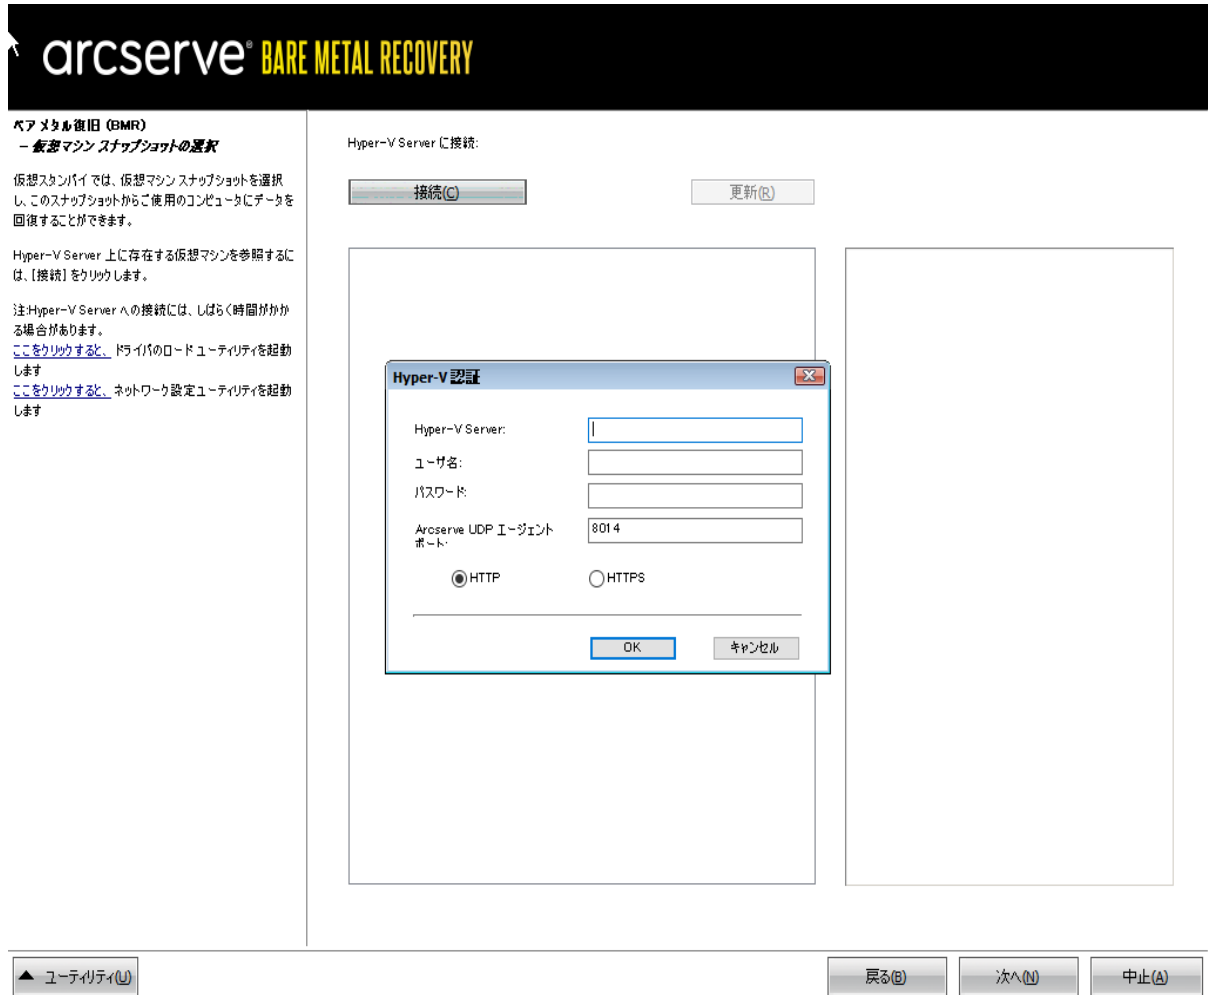 arcserve® BARE METAL RECOVERY
ベア メタル復旧 (BMR)
- 仮想マシン スナップショットの選択
仮想スタンバイ では、仮想マシン スナップショットを選択
し、このスナップショットからご使用のコンピュータにデータを
回復することができます。
Hyper-V Server 上に存在する仮想マシンを参照するに
は、[接続] をクリックします。
注:Hyper-V Server への接続には、しばらく時間がかか
る場合があります。
ここをクリックすると、 ドライバのロード ユーティリティを起動
します
ここをクリックすると、 ネットワーク設定ユーティリティを起動
します
Hyper-V Server に接続:
接続(C)
更新(R)
Hyper-V 認証
Hyper-V Server:
ユーザ名:
パスワード:
Arcserve UDP エージェント
ポート:
8014
HTTP
HTTPS
OK
キャンセル
▲ ユーティリティ(U)
戻る(B)
次へ(N)
中止(A)